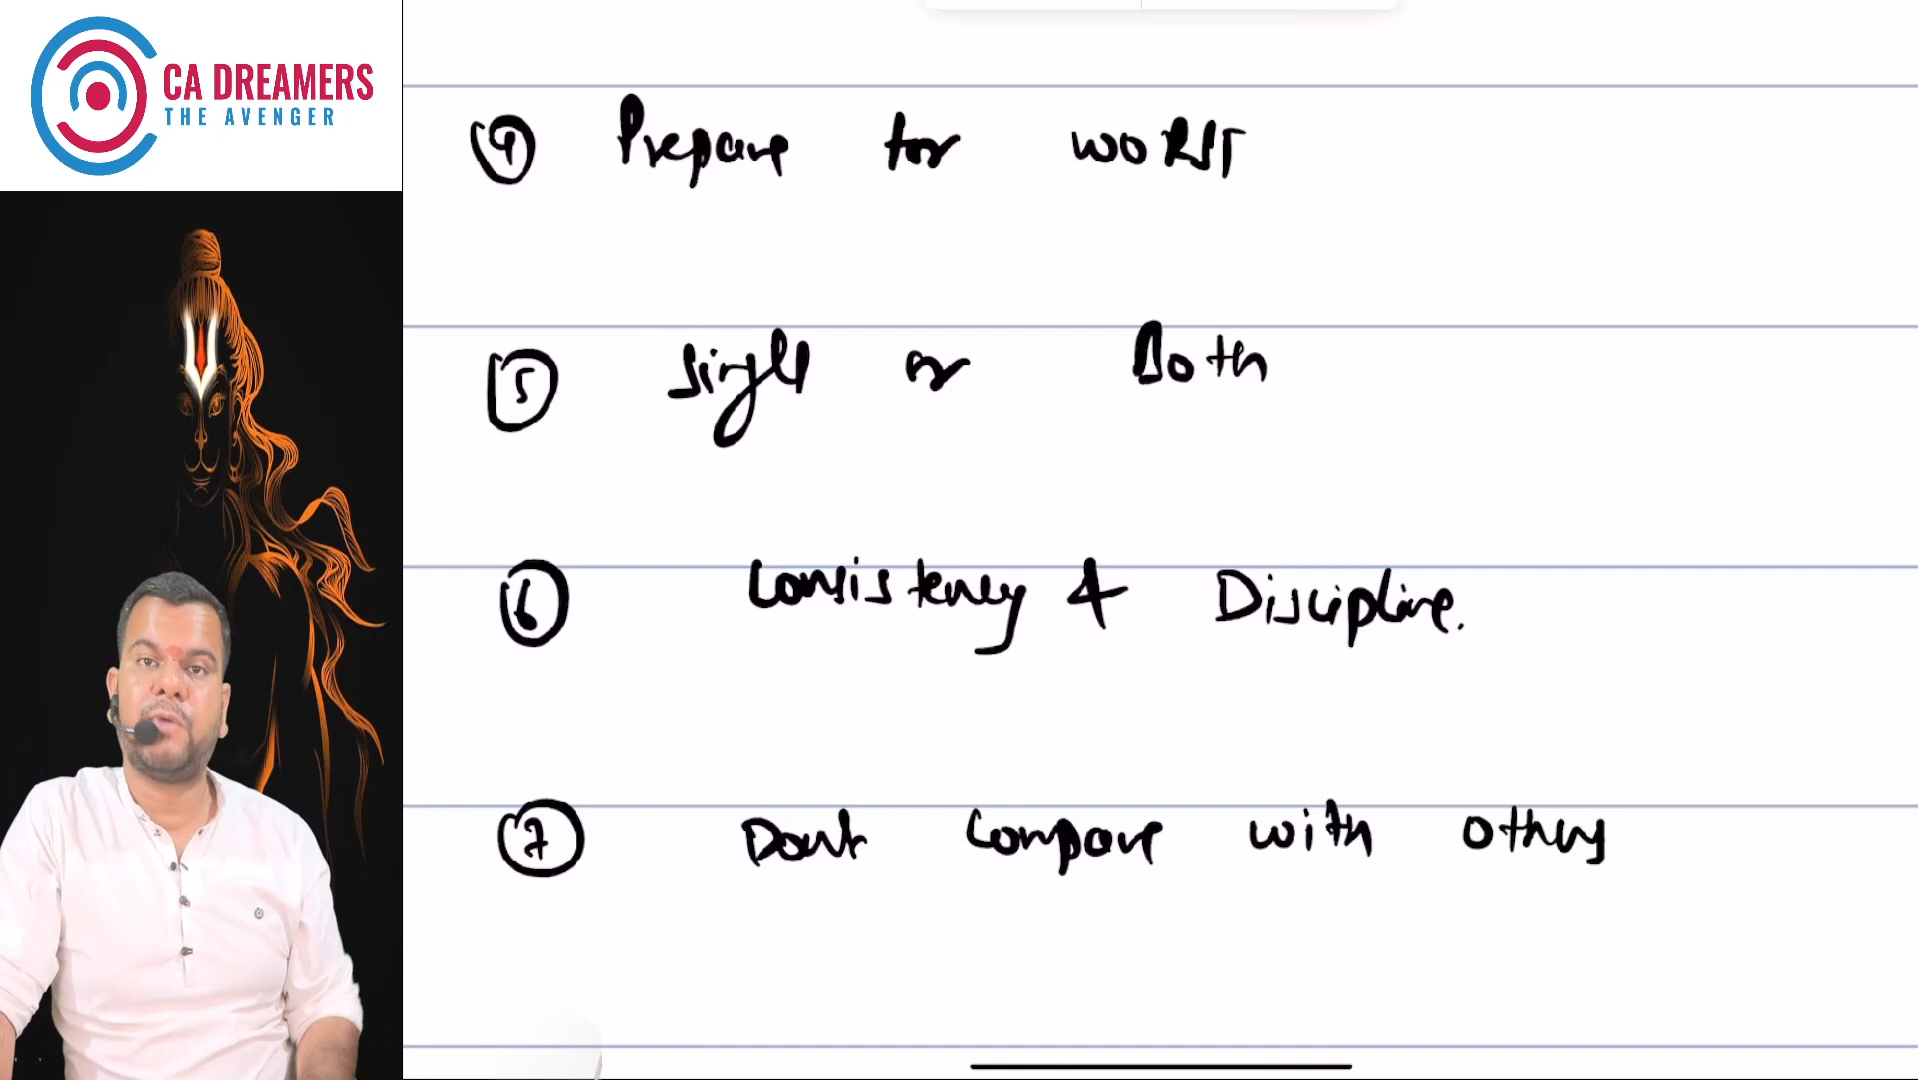 CA DREAMERS
THE AVENGER
④ Prepare for WORST
⑤ Single or Both
⑥ Consistency & Discipline.
⑦ Dont Compare with others